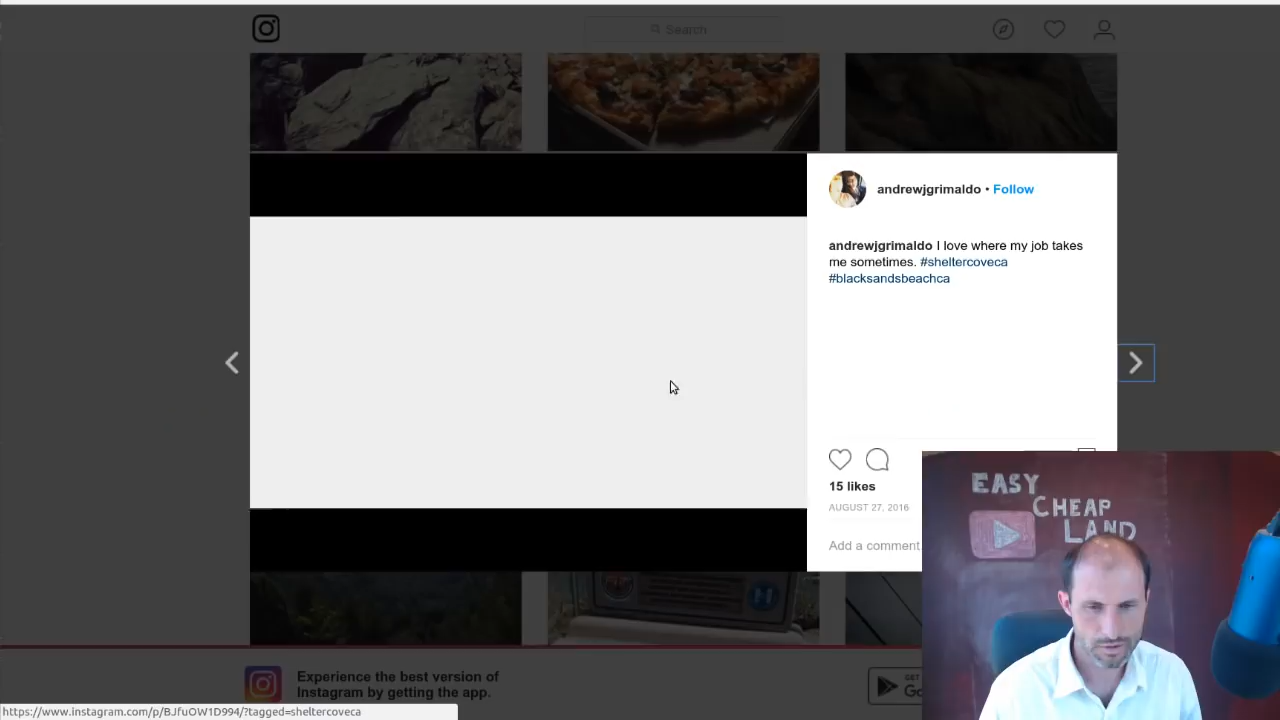 Search
andrewjgrimaldo • Follow
andrewjgrimaldo I love where my job takes
me sometimes. #sheltercoveca
#blacksandsbeachca
15 likes
AUGUST 27, 2016
Add a comment
EASY
CHEAP
LAND
Experience the best version of
Instagram by getting the app.
GET
Go
https://www.instagram.com/p/BJfuOW1D994/?tagged=sheltercoveca